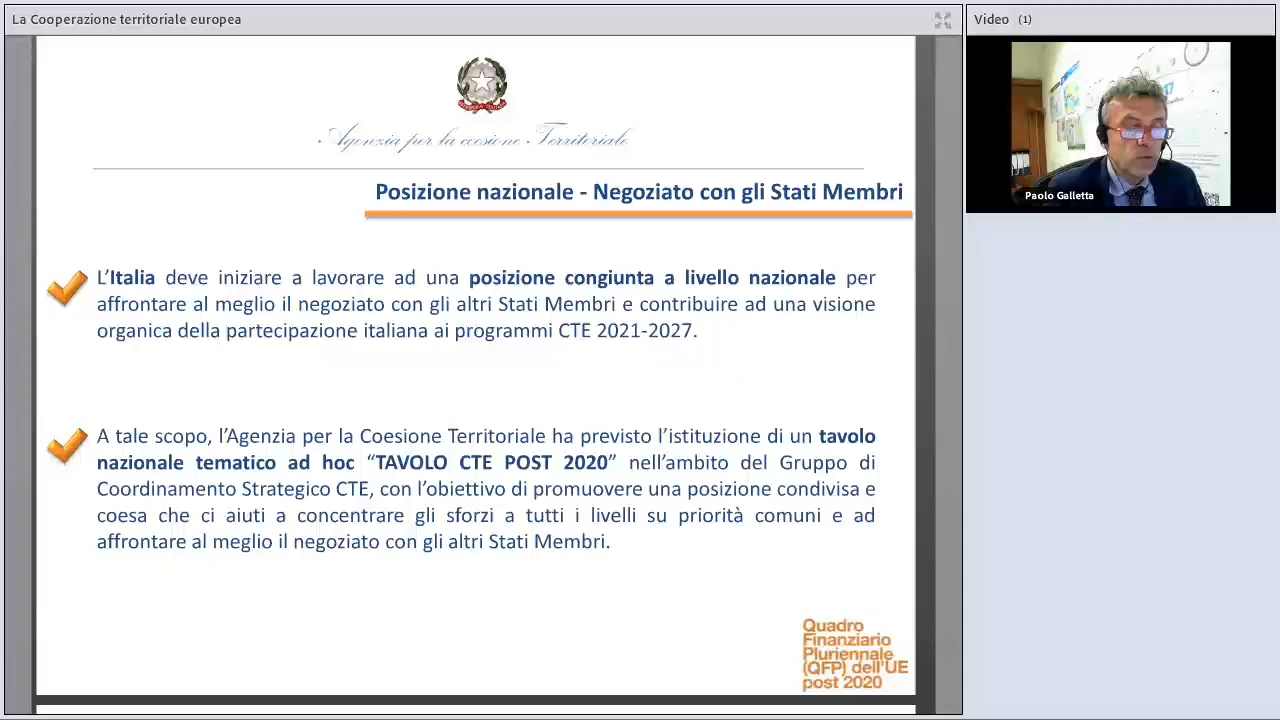 La Cooperazione territoriale europea
Video (1)
Agenzia per la coesione Territoriale
Paolo Galletta
Posizione nazionale - Negoziato con gli Stati Membri
L’Italia deve iniziare a lavorare ad una posizione congiunta a livello nazionale per
affrontare al meglio il negoziato con gli altri Stati Membri e contribuire ad una visione
organica della partecipazione italiana ai programmi CTE 2021-2027.
A tale scopo, l’Agenzia per la Coesione Territoriale ha previsto l’istituzione di un tavolo
nazionale tematico ad hoc “TAVOLO CTE POST 2020” nell’ambito del Gruppo di
Coordinamento Strategico CTE, con l’obiettivo di promuovere una posizione condivisa e
coesa che ci aiuti a concentrare gli sforzi a tutti i livelli su priorità comuni e ad
affrontare al meglio il negoziato con gli altri Stati Membri.
Quadro
Finanziario
Pluriennale
(QFP) dell'UE
post 2020